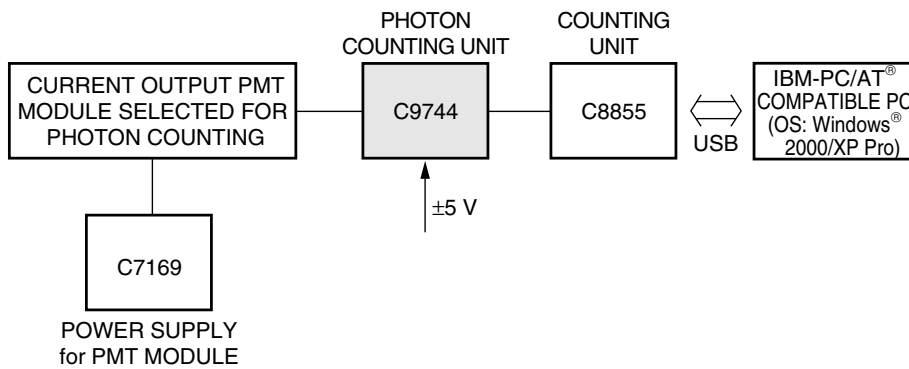 PHOTON
COUNTING UNIT
COUNTING
UNIT
CURRENT OUTPUT PMT
MODULE SELECTED FOR
PHOTON COUNTING
C9744
C8855
USB
IBM-PC/AT®
COMPATIBLE PC
(OS: Windows®
2000/XP Pro)
±5 V
C7169
POWER SUPPLY
for PMT MODULE